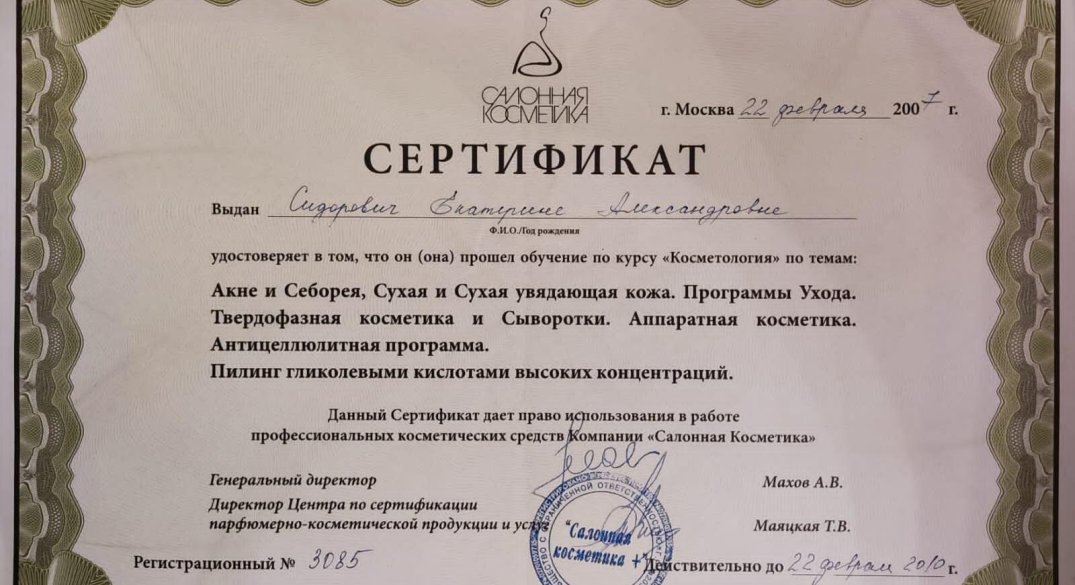 САЛОННАЯ
КОСМЕТИКА
г. Москва 22 февраля 2007 г.
СЕРТИФИКАТ
Выдан Сидорович Екатерине Александровне
Ф.И.О./Год рождения
удостоверяет в том, что он (она) прошел обучение по курсу «Косметология» по темам:
Акне и Себорея, Сухая и Сухая увядающая кожа. Программы Ухода.
Твердофазная косметика и Сыворотки. Аппаратная косметика.
Антицеллюлитная программа.
Пилинг гликолевыми кислотами высоких концентраций.
Данный Сертификат дает право использования в работе
профессиональных косметических средств Компании «Салонная Косметика»
Генеральный директор Махов А.В.
Директор Центра по сертификации
парфюмерно-косметической продукции и услуг Маяцкая Т.В.
"Салонная
косметика +"
Регистрационный № 3085 Действительно до 22 февраля 2010 г.